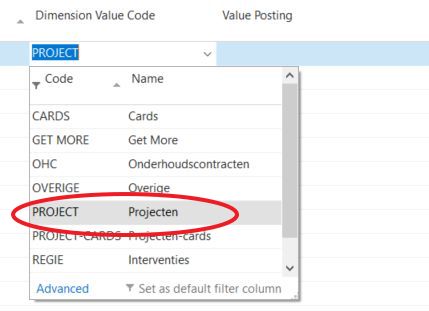 Dimension Value Code Value Posting
PROJECT
Code Name
CARDS Cards
GET MORE Get More
OHC Onderhoudscontracten
OVERIGE Overige
PROJECT Projecten
PROJECT-CARDS Projecten-cards
REGIE Interventies
Advanced Set as default filter column